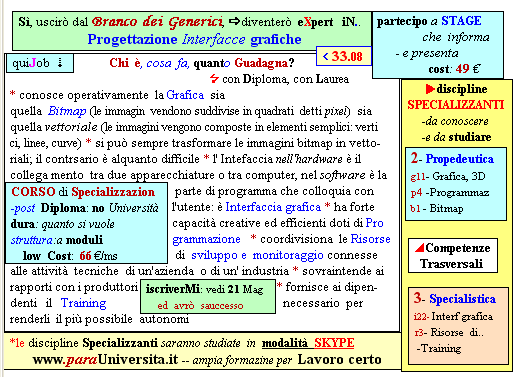 Sì, uscirò dal Branco dei Generici, ⇨diventerò eXpert iN..
Progettazione Interfacce grafiche
partecipo a STAGE
che informa
- e presenta
cost: 49 €
< 33.08
quiJob ↓
Chi è, cosa fa, quanto Guadagna?
con Diploma, con Laurea
* conosce operativamente la Grafica sia
quella Bitmap (le immagin vendono suddivise in quadrati detti pixel) sia
quella vettoriale (le immagini vengono composte in elementi semplici: verti
ci, linee, curve) * si può sempre trasformare le immagini bitmap in vetto-
riali; il contrsario è alquanto difficile * l' Intefaccia nell'hardware è il
collegamento tra due apparecchiature o tra computer, nel software è la
parte di programma che colloquia con
l'utente: è Interfaccia grafica * ha forte
capacità creative ed efficienti doti di Pro
grammazione * coordivisiona le Risorse
di sviluppo e monitoraggio connesse
alle attività tecniche di un'azienda o di un' industria * sovraintende ai
rapporti con i produttori
* fornisce ai dipen-
denti il Training
necessario per
renderli il più possibile autonomi
CORSO di Specializzazion
-post Diploma: no Università
dura: quanto si vuole
struttura:a moduli
low Cost: 66 €/ms
iscriverMi: vedi 21 Mag
ed avrò sauccesso
▶discipline
SPECIALIZZANTI
-da conoscere
-e da studiare
2- Propedeutica
g11- Grafica, 3D
p4 -Programmaz
b1- Bitmap
Competenze
Trasversali
3- Specialistica
i22- Interf grafica
r3- Risorse di..
-Training
*le discipline Specializzanti saranno studiate in modalità SKYPE
www.paraUniversita.it -- ampia formazine per Lavoro certo